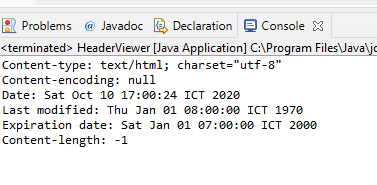 Problems @ Javadoc Declaration Console
<terminated> HeaderViewer [Java Application] C:\Program Files\Java\
Content-type: text/html; charset="utf-8"
Content-encoding: null
Date: Sat Oct 10 17:00:24 ICT 2020
Last modified: Thu Jan 01 08:00:00 ICT 1970
Expiration date: Sat Jan 01 07:00:00 ICT 2000
Content-length: -1